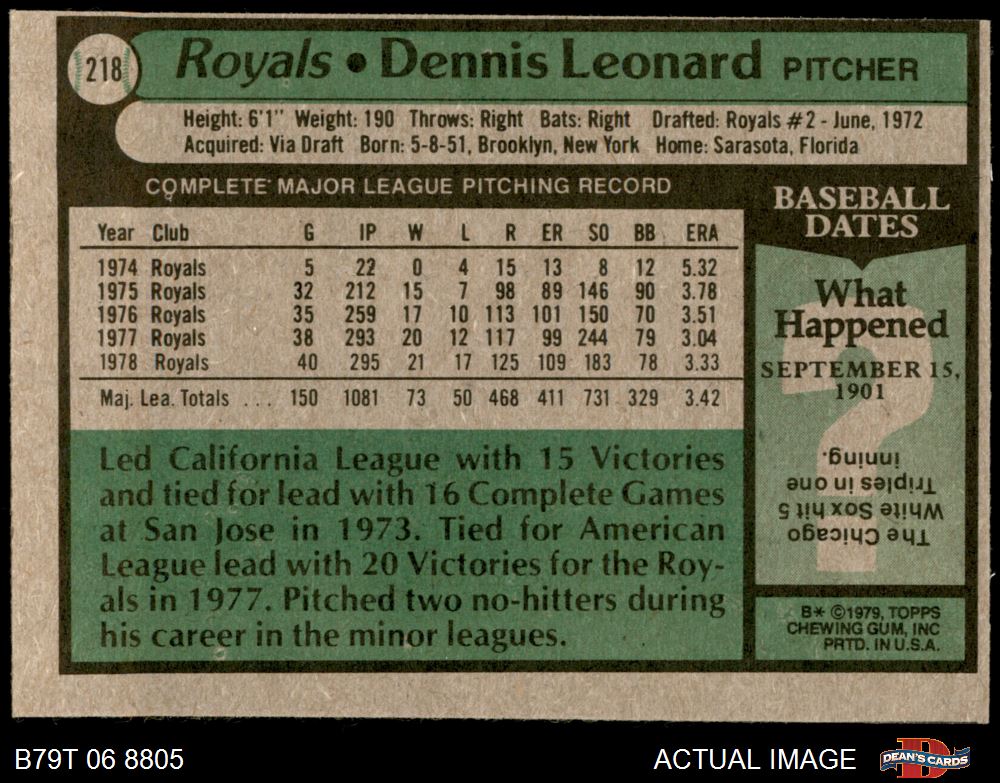 218 Royals • Dennis Leonard PITCHER
Height: 6'1" Weight: 190 Throws: Right Bats: Right Drafted: Royals #2 - June, 1972
Acquired: Via Draft Born: 5-8-51, Brooklyn, New York Home: Sarasota, Florida
COMPLETE MAJOR LEAGUE PITCHING RECORD
Year Club G IP W L R ER SO BB ERA
1974 Royals 5 22 0 4 15 13 8 12 5.32
1975 Royals 32 212 15 7 98 89 146 90 3.78
1976 Royals 35 259 17 10 113 101 150 70 3.51
1977 Royals 38 293 20 12 117 99 244 79 3.04
1978 Royals 40 295 21 17 125 109 183 78 3.33
Maj. Lea. Totals ... 150 1081 73 50 468 411 731 329 3.42
Led California League with 15 Victories
and tied for lead with 16 Complete Games
at San Jose in 1973. Tied for American
League lead with 20 Victories for the Roy-
als in 1977. Pitched two no-hitters during
his career in the minor leagues.
BASEBALL
DATES
What
Happened
SEPTEMBER 15,
1901
The Chicago
White Sox hit 5
Triples in one
inning.
B* ©1979, TOPPS
CHEWING GUM, INC
PRTD. IN U.S.A.
B79T 06 8805
ACTUAL IMAGE
DEAN'S CARDS